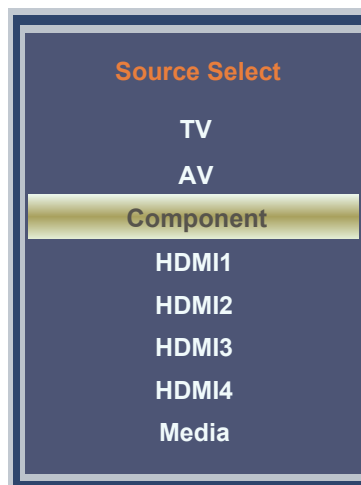 Source Select
TV
AV
Component
HDMI1
HDMI2
HDMI3
HDMI4
Media